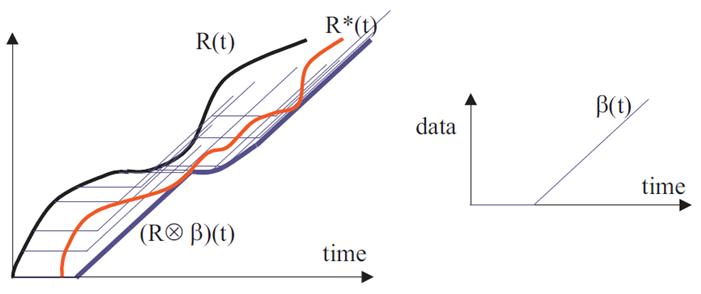 R(t)
R*(t)
(R⊗ β)(t)
time
data
β(t)
time